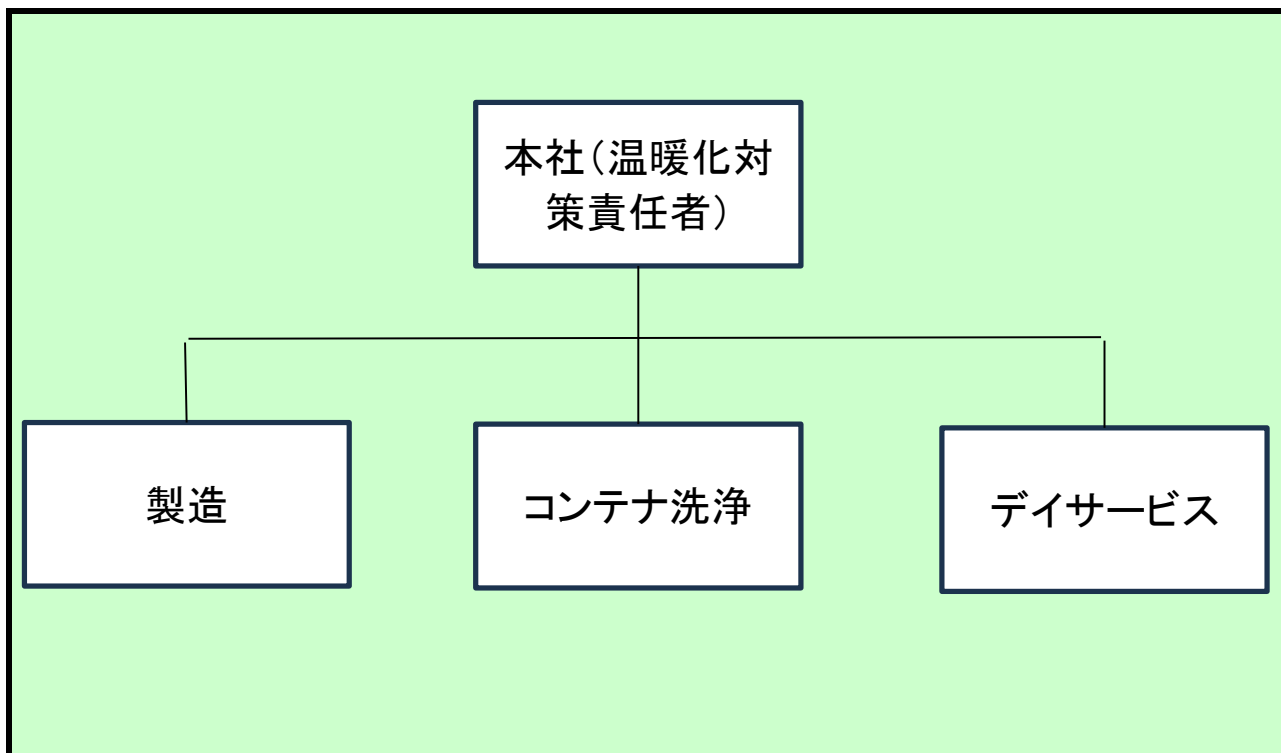 本社（温暖化対
策責任者）
製造
コンテナ洗浄
デイサービス